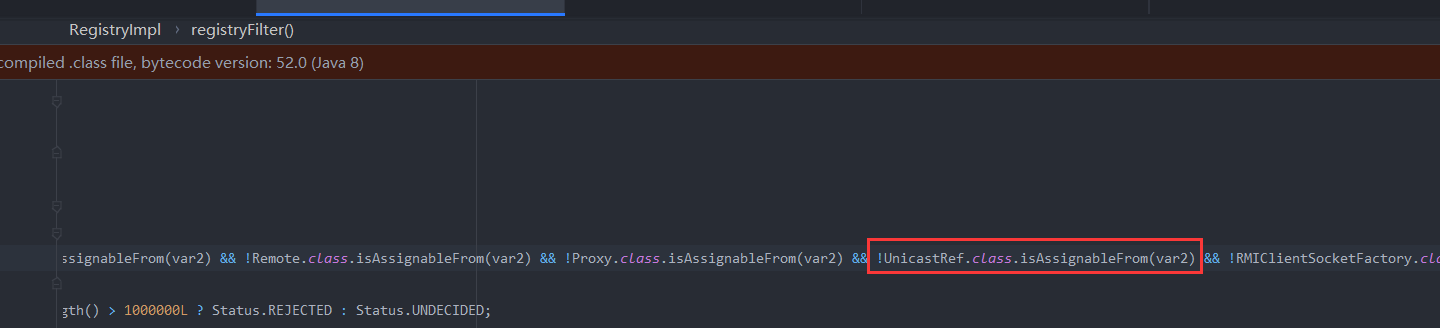 RegistryImpl › registryFilter()
compiled .class file, bytecode version: 52.0 (Java 8)
ssignableFrom(var2) && !Remote.class.isAssignableFrom(var2) && !Proxy.class.isAssignableFrom(var2) && !UnicastRef.class.isAssignableFrom(var2) && !RMIClientSocketFactory.cl
gth() > 1000000L ? Status.REJECTED : Status.UNDECIDED;